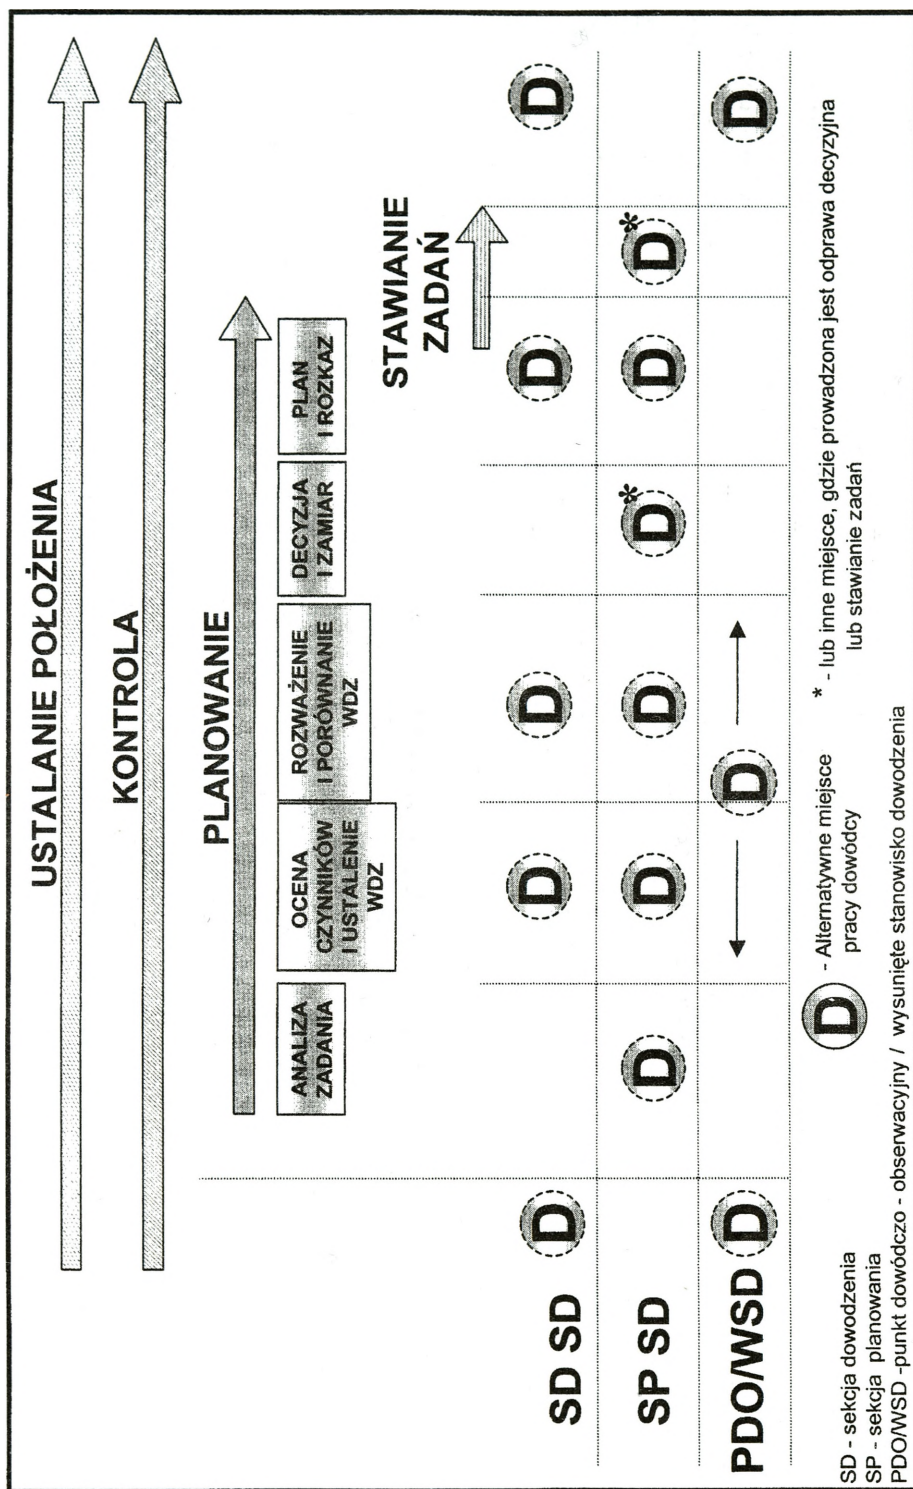 USTALANIE POŁOŻENIA
KONTROLA
PLANOWANIE
ANALIZA
ZADANIA
OCENA
CZYNNIKÓW
I USTALENIE
WDZ
ROZWAŻENIE
I PORÓWNANIE
WDZ
DECYZJA
I ZAMIAR
PLAN
I ROZKAZ
STAWIANIE
ZADAŃ
SD SD
D
D
D
D
D
SP SD
D
D
D
D*
D
D*
PDO/WSD
D
D
D
D
- Alternatywne miejsce
pracy dowódcy
* - lub inne miejsce, gdzie prowadzona jest odprawa decyzyjna
lub stawianie zadań
SD - sekcja dowodzenia
SP - sekcja planowania
PDO/WSD -punkt dowódczo - obserwacyjny / wysunięte stanowisko dowodzenia